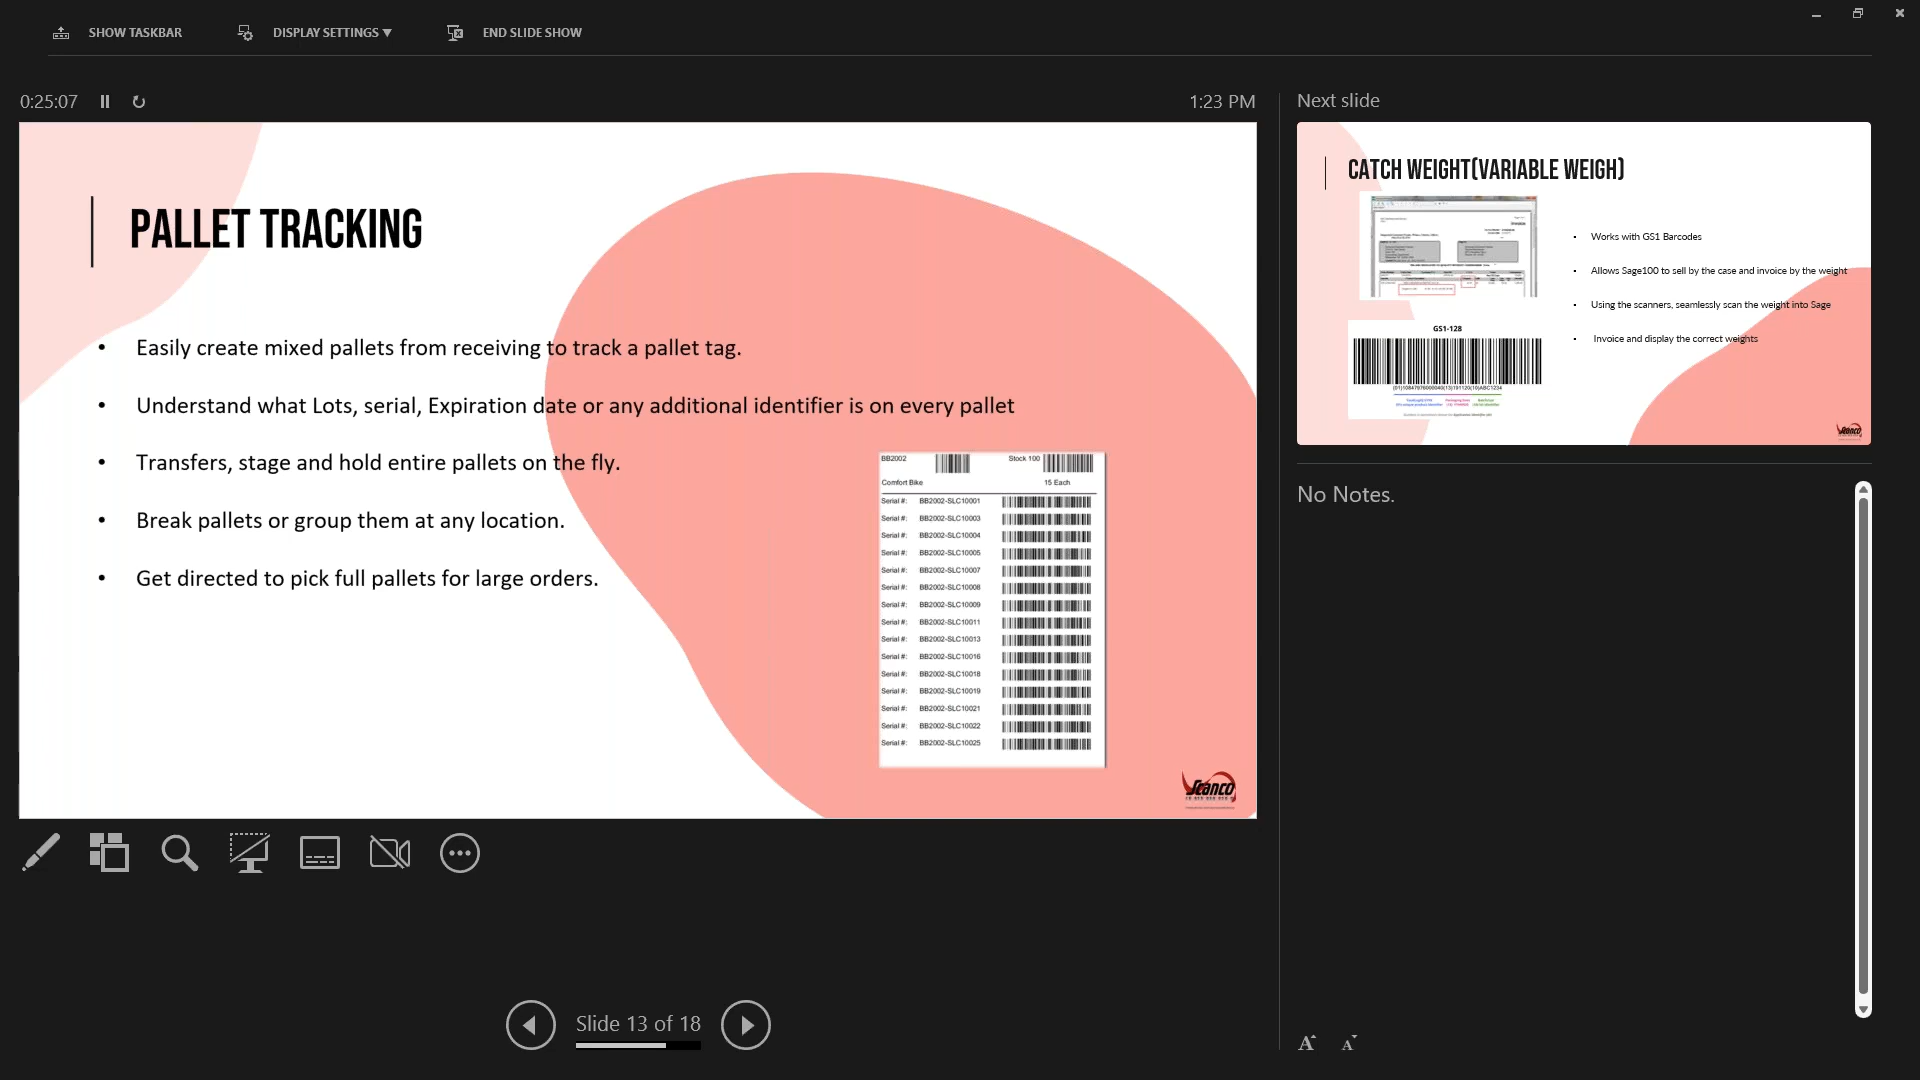 SHOW TASKBAR
DISPLAY SETTINGS ▼
END SLIDE SHOW
0:25:07
1:23 PM
PALLET TRACKING
• Easily create mixed pallets from receiving to track a pallet tag.
• Understand what Lots, serial, Expiration date or any additional identifier is on every pallet
• Transfers, stage and hold entire pallets on the fly.
• Break pallets or group them at any location.
• Get directed to pick full pallets for large orders.
BB2002 Stock 100
Comfort Bike 15 Each
Serial #: BB2002-SLC10001
Serial #: BB2002-SLC10003
Serial #: BB2002-SLC10004
Serial #: BB2002-SLC10005
Serial #: BB2002-SLC10007
Serial #: BB2002-SLC10008
Serial #: BB2002-SLC10009
Serial #: BB2002-SLC10011
Serial #: BB2002-SLC10013
Serial #: BB2002-SLC10016
Serial #: BB2002-SLC10018
Serial #: BB2002-SLC10019
Serial #: BB2002-SLC10021
Serial #: BB2002-SLC10022
Serial #: BB2002-SLC10025
Scanco
Slide 13 of 18
Next slide
CATCH WEIGHT(VARIABLE WEIGH)
• Works with GS1 Barcodes
• Allows Sage100 to sell by the case and invoice by the weight
• Using the scanners, seamlessly scan the weight into Sage
• Invoice and display the correct weights
GS1-128
Scanco
No Notes.
A A